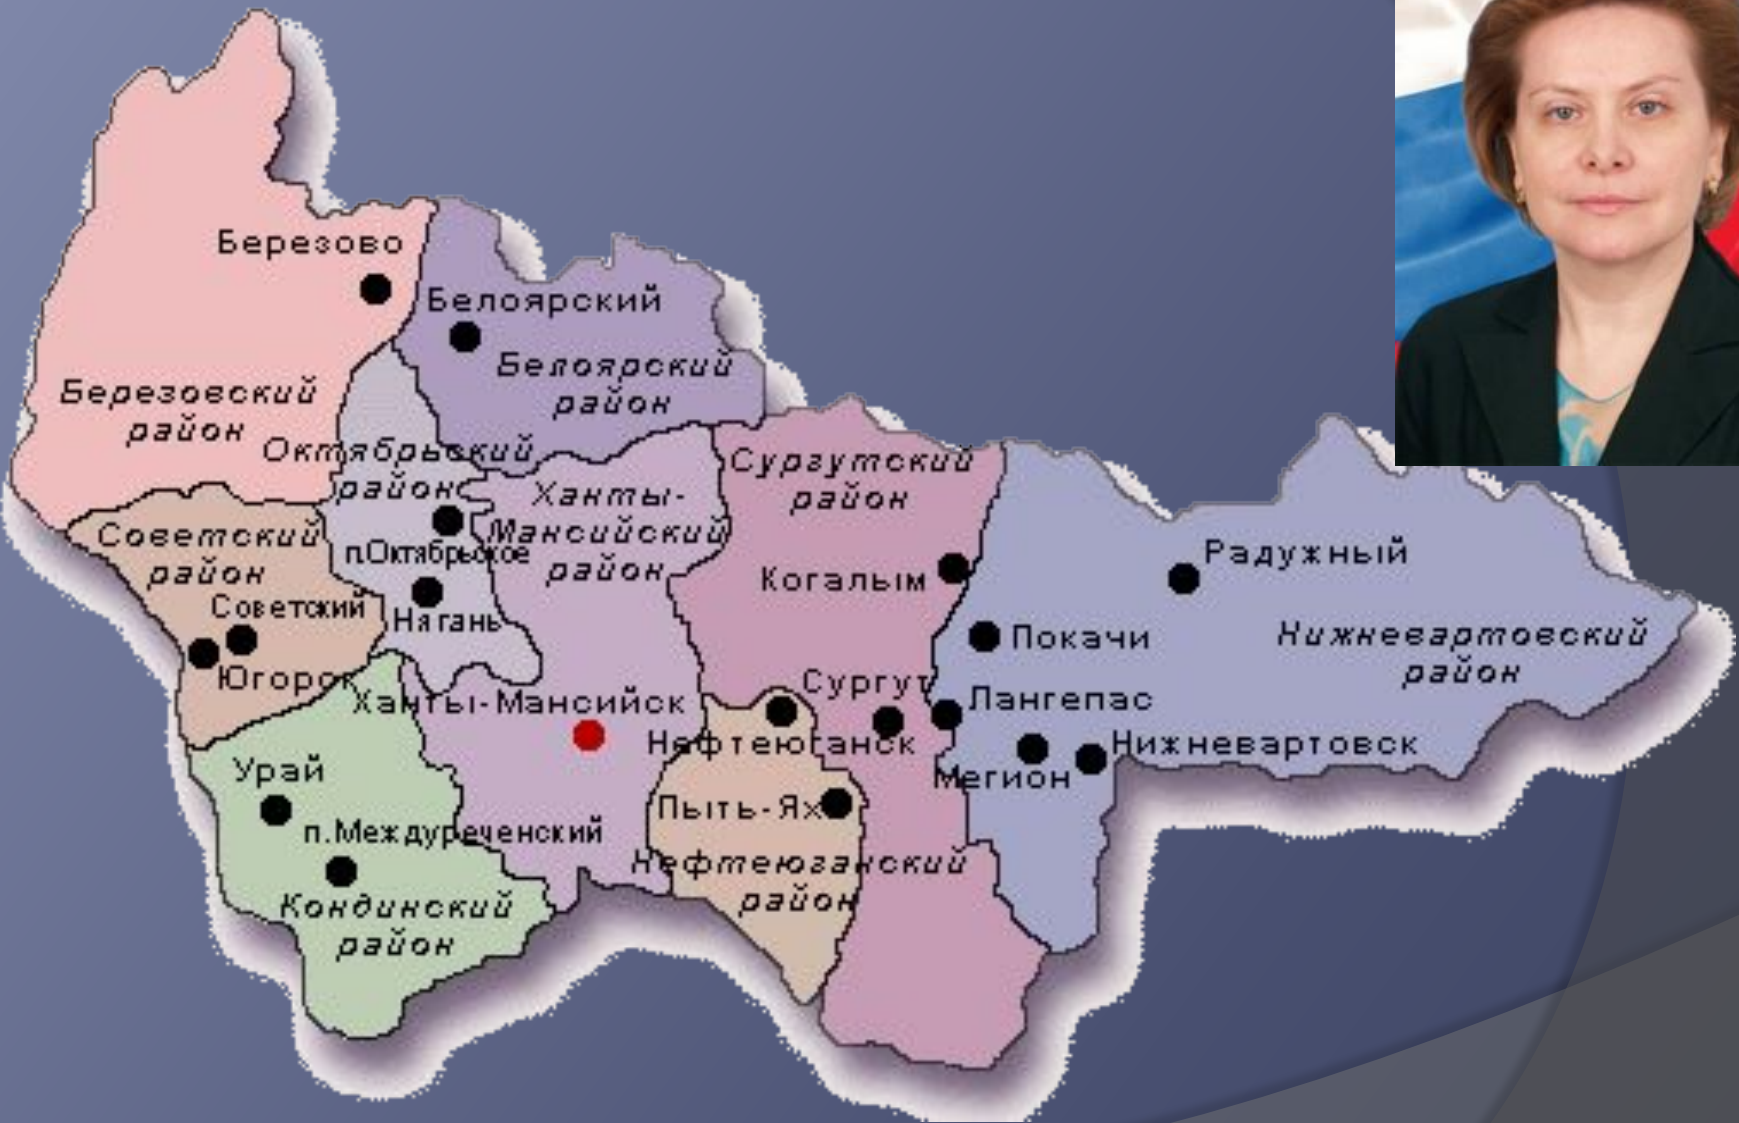 Березово
Белоярский
Белоярский
район
Березовский
район
Октябрьский
район
Сургутский
район
Ханты-
Мансийский
район
Советский
район
п.Октябрьское
Радужный
Когалым
Советский
Нягань
Покачи
Нижневартовский
район
Югорск
Сургут
Ханты-Мансийск
Лангепас
Нефтеюганск
Нижневартовск
Мегион
Урай
Пыть-Ях
п.Междуреченский
Нефтеюганский
район
Кондинский
район